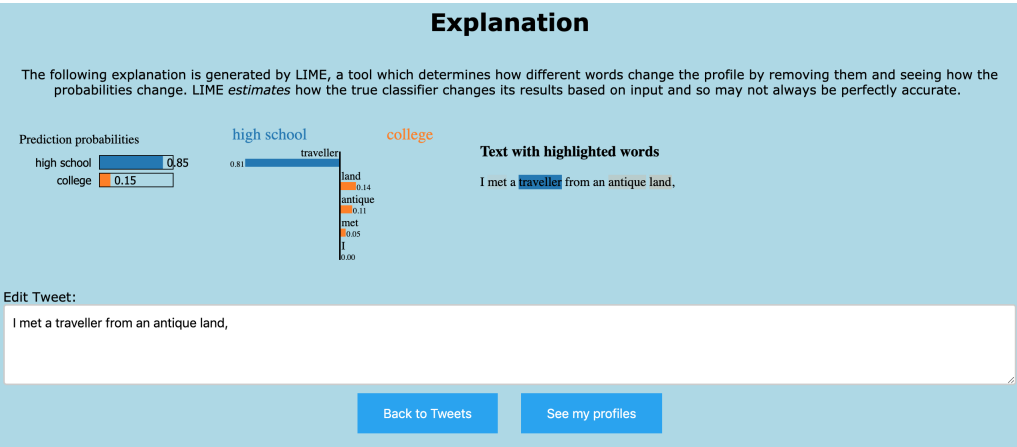 Explanation
The following explanation is generated by LIME, a tool which determines how different words change the profile by removing them and seeing how the
probabilities change. LIME estimates how the true classifier changes its results based on input and so may not always be perfectly accurate.
Prediction probabilities
high school 0.85
college 0.15
high school college
traveller
0.81
land
0.14
antique
0.11
met
0.05
I
0.00
Text with highlighted words
I met a traveller from an antique land,
Edit Tweet:
I met a traveller from an antique land,
Back to Tweets See my profiles